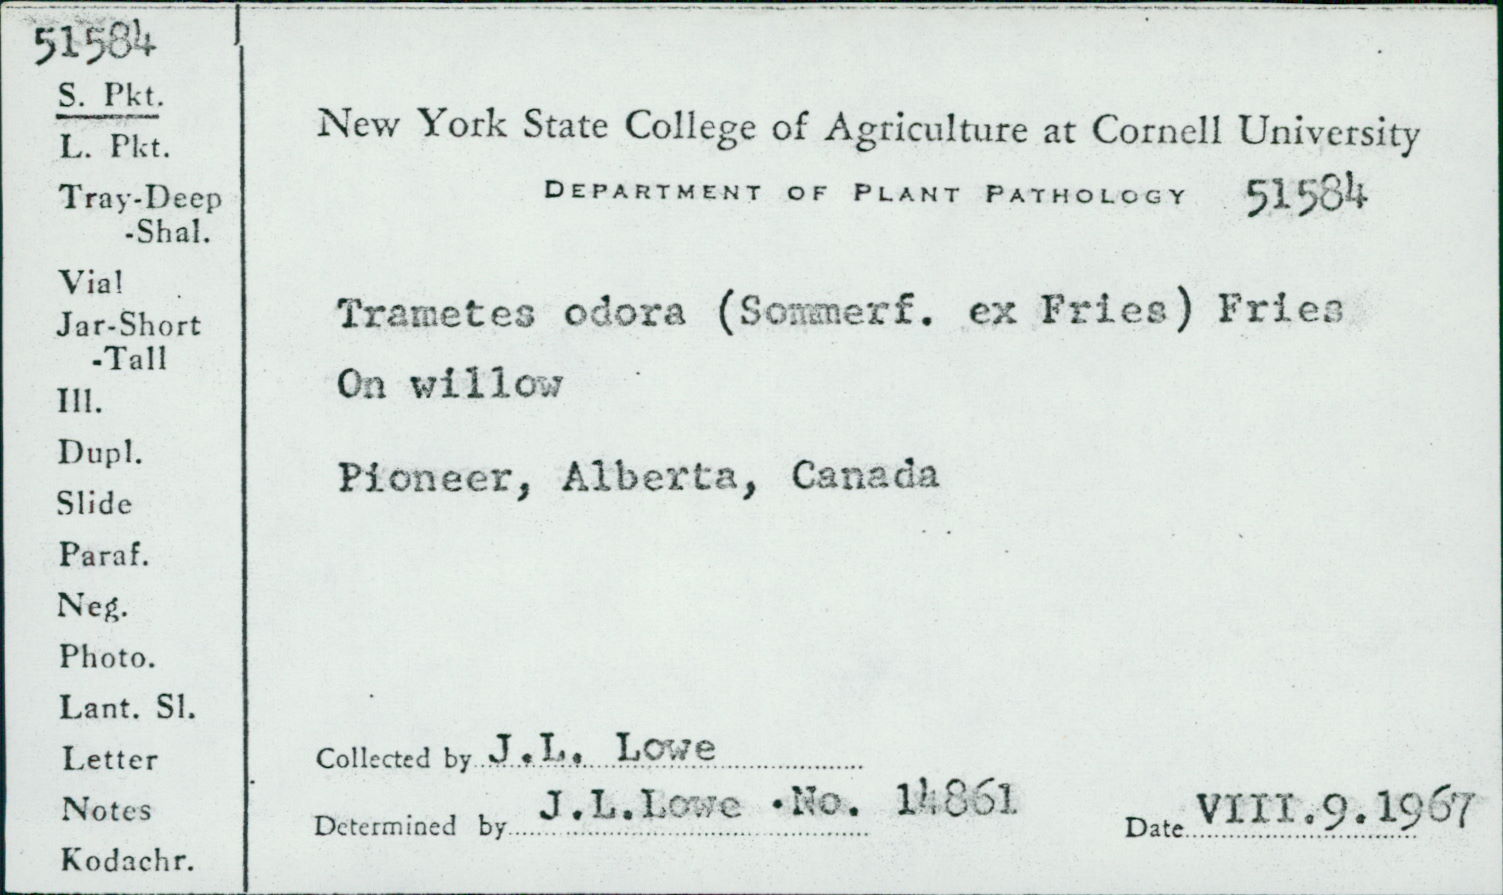 51584
S. Pkt.
L. Pkt.
Tray-Deep
-Shal.
Vial
Jar-Short
-Tall
Ill.
Dupl.
Slide
Paraf.
Neg.
Photo.
Lant. Sl.
Letter
Notes
Kodachr.
New York State College of Agriculture at Cornell University
DEPARTMENT OF PLANT PATHOLOGY 51584
Trametes odora (Sommerf. ex Fries) Fries
On willow
Pioneer, Alberta, Canada
Collected by J.L. Lowe
Determined by J.L.Lowe No. 14861 Date VIII.9.1967